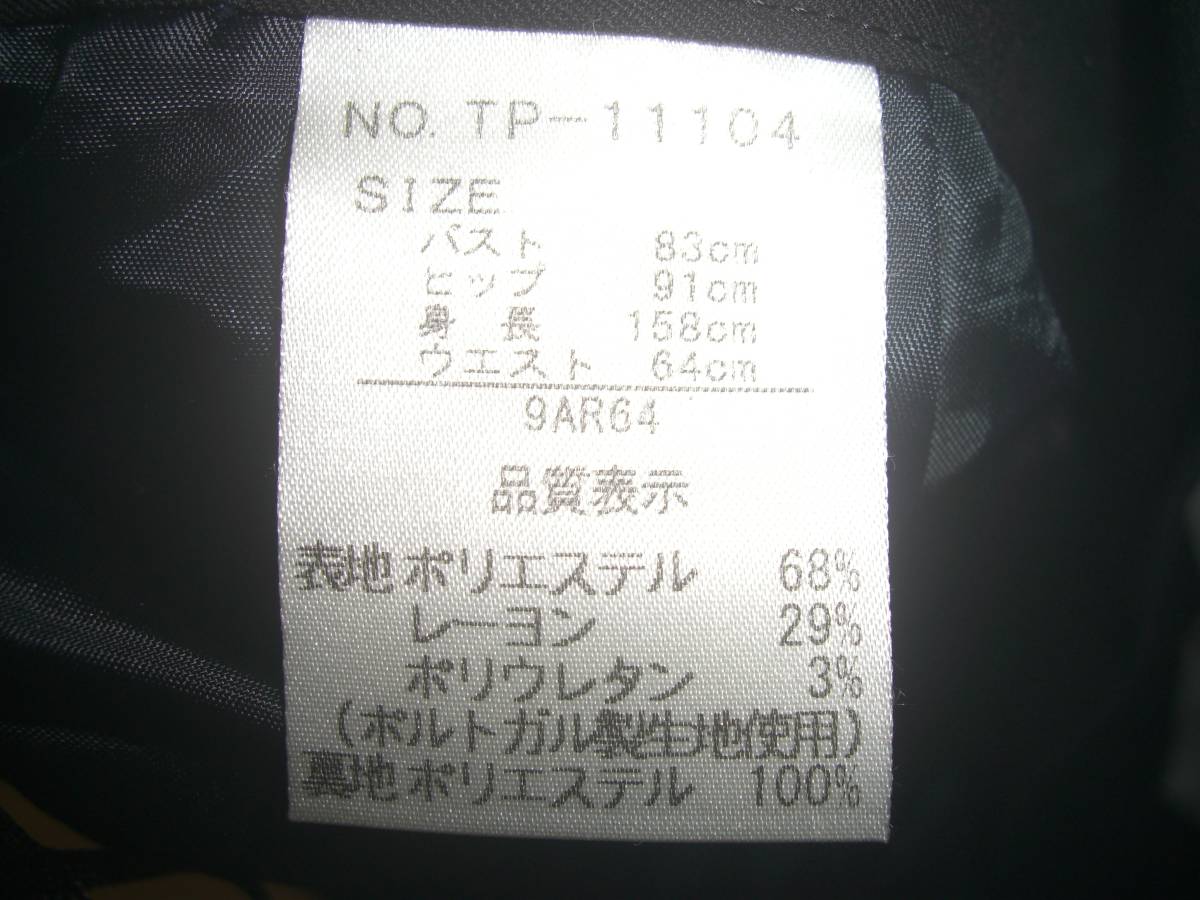 NO. TP-11104
SIZE
バスト 83cm
ヒップ 91cm
身長 158cm
ウエスト 64cm
9AR64
品質表示
表地 ポリエステル 68%
レーヨン 29%
ポリウレタン 3%
(ポルトガル製生地使用)
裏地 ポリエステル 100%